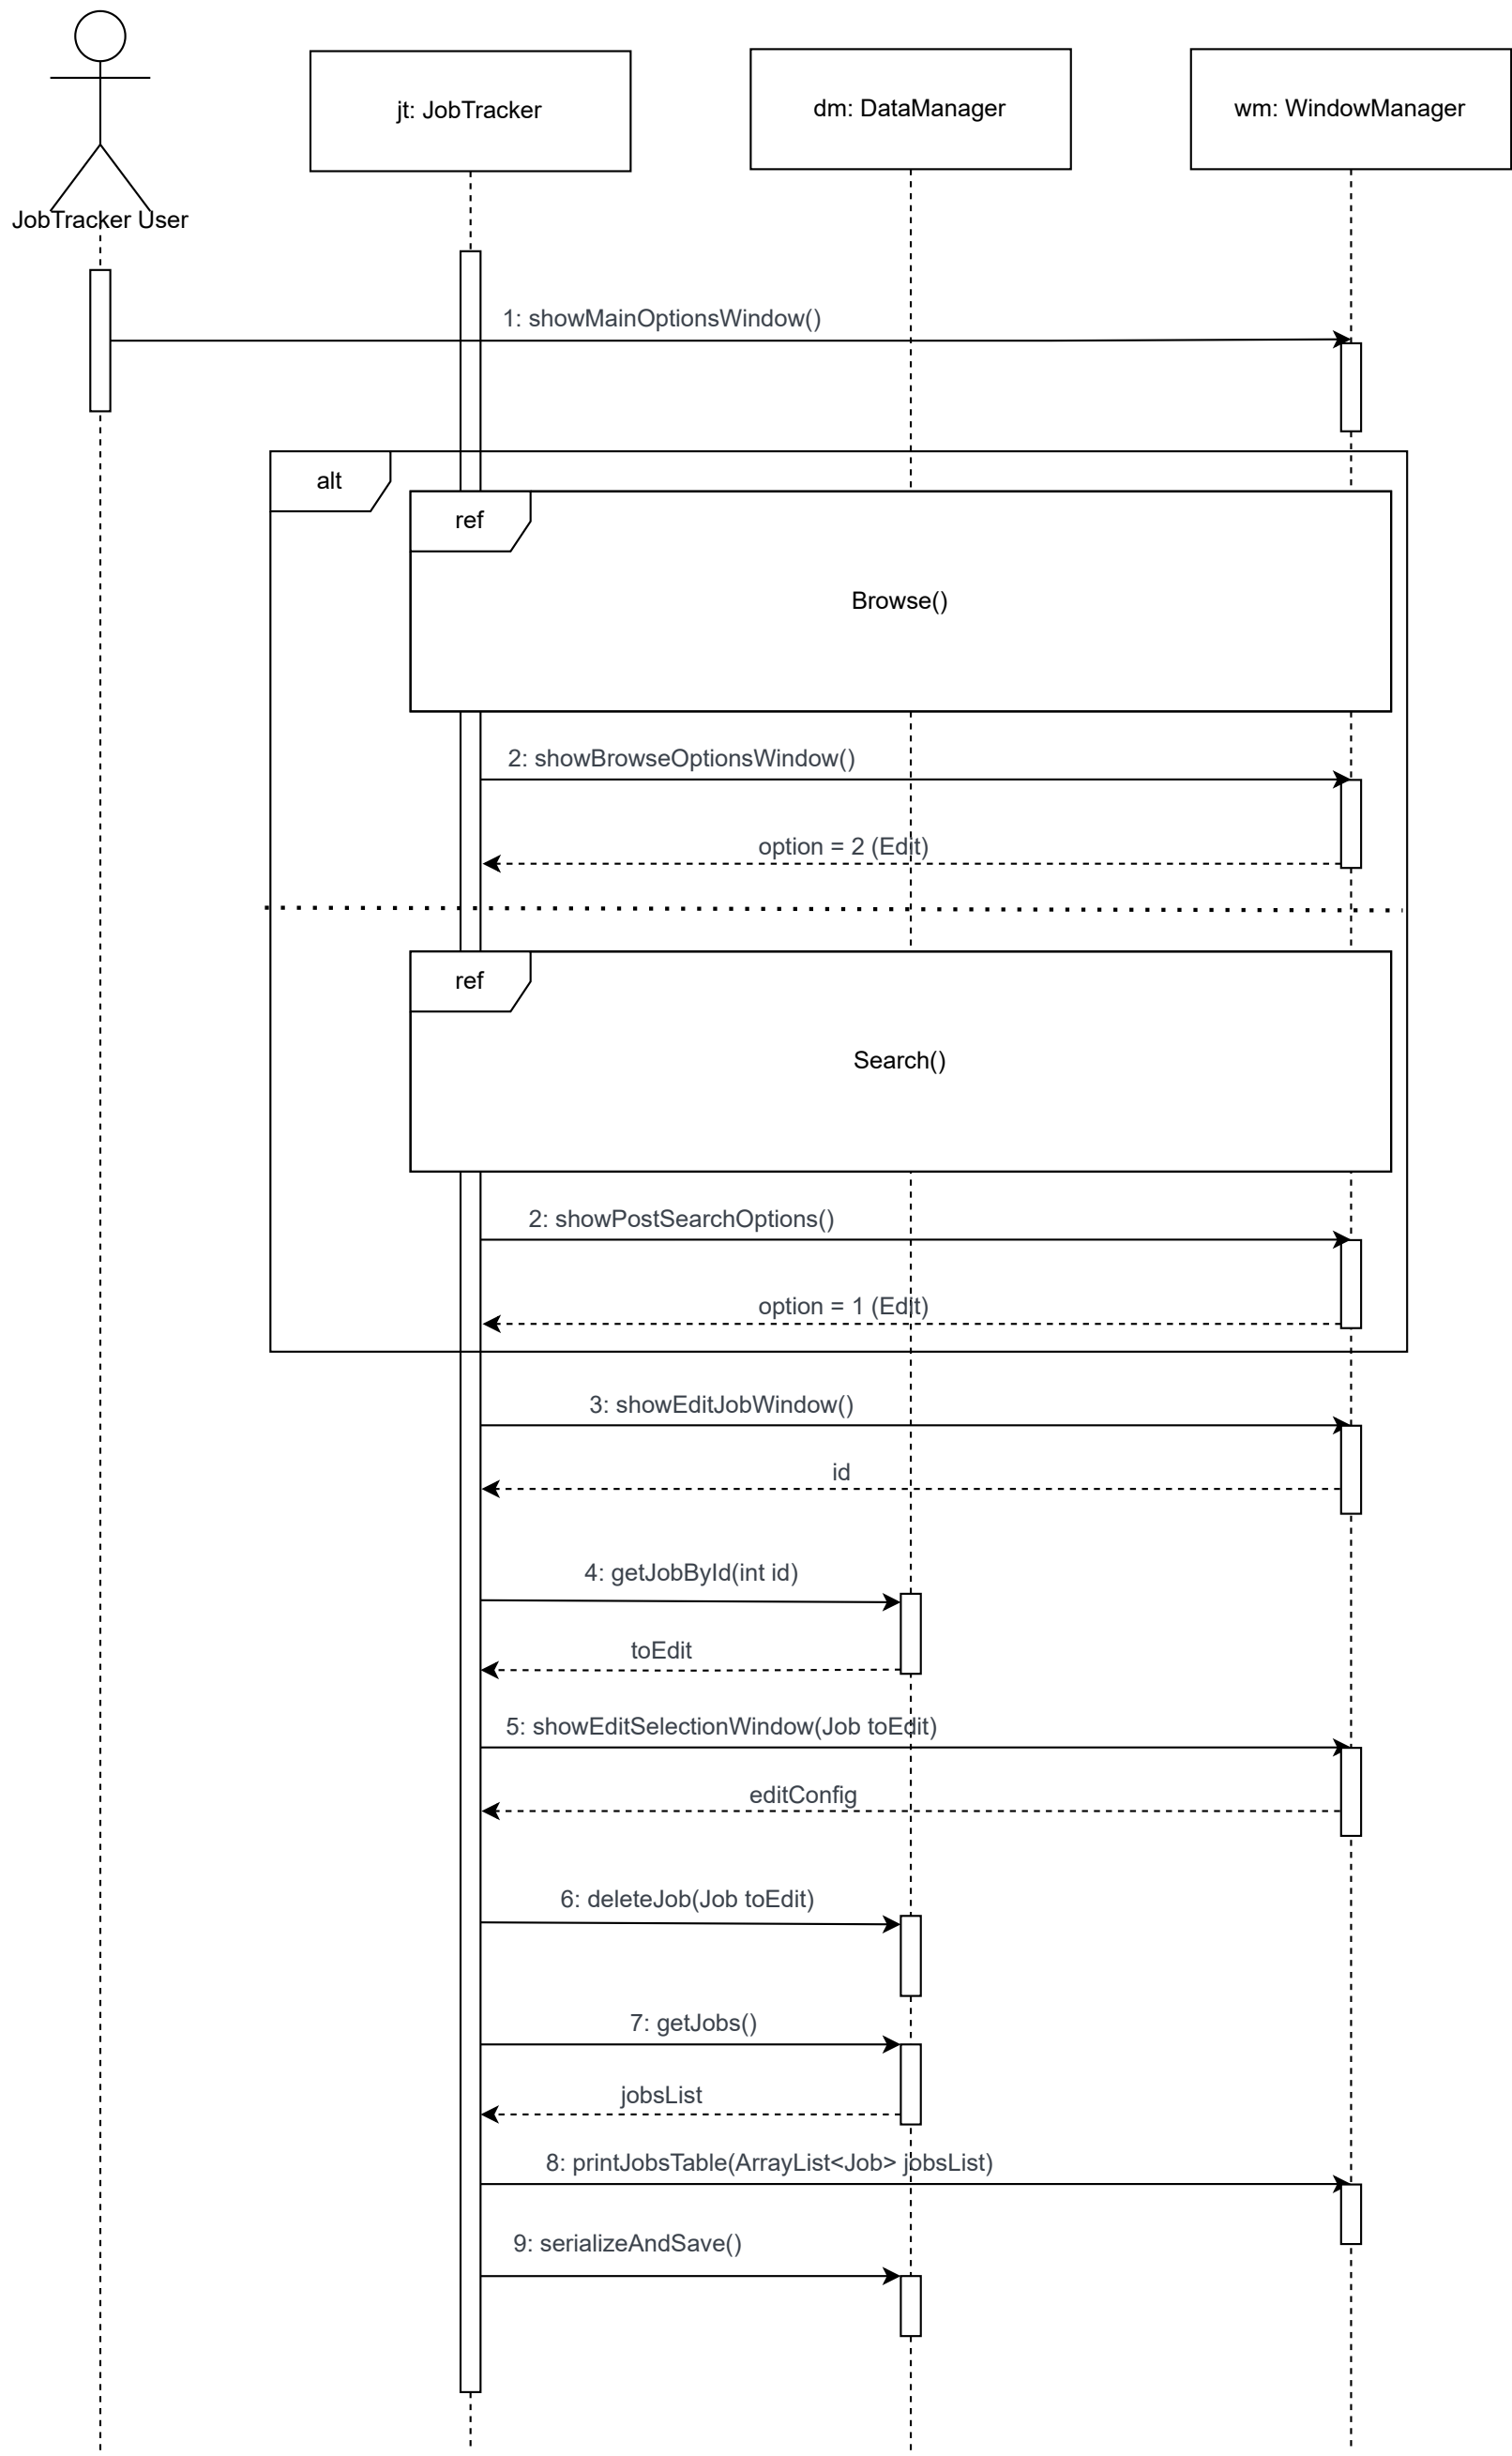 jt: JobTracker
dm: DataManager
wm: WindowManager
JobTracker User
1: showMainOptionsWindow()
alt
ref
Browse()
2: showBrowseOptionsWindow()
option = 2 (Edit)
ref
Search()
2: showPostSearchOptions()
option = 1 (Edit)
3: showEditJobWindow()
id
4: getJobById(int id)
toEdit
5: showEditSelectionWindow(Job toEdit)
editConfig
6: deleteJob(Job toEdit)
7: getJobs()
jobsList
8: printJobsTable(ArrayList<Job> jobsList)
9: serializeAndSave()